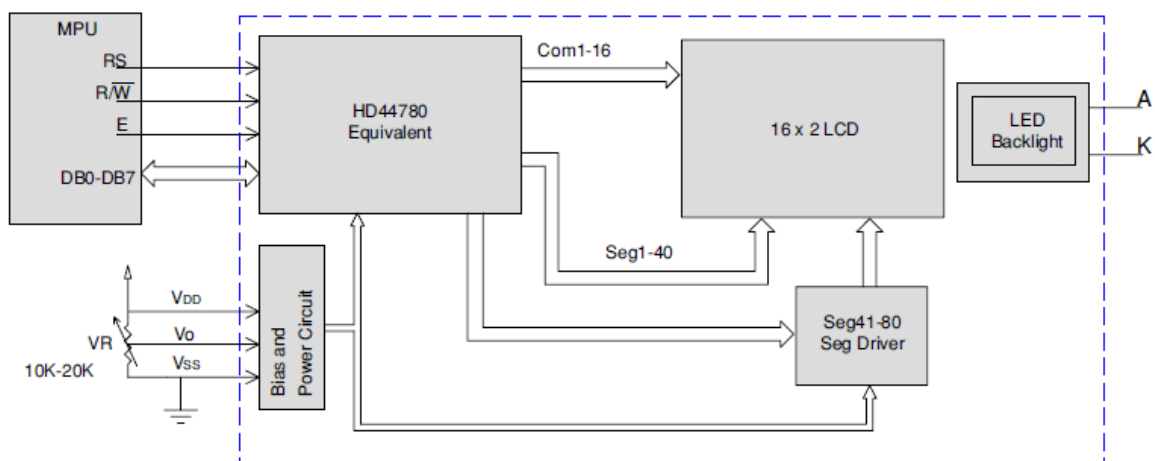 MPU
RS
R/W̅
E
DB0-DB7
HD44780
Equivalent
Com1-16
16 x 2 LCD
LED
Backlight
A
K
Seg1-40
VDD
Vo
Vss
VR
10K-20K
Bias and
Power Circuit
Seg41-80
Seg Driver